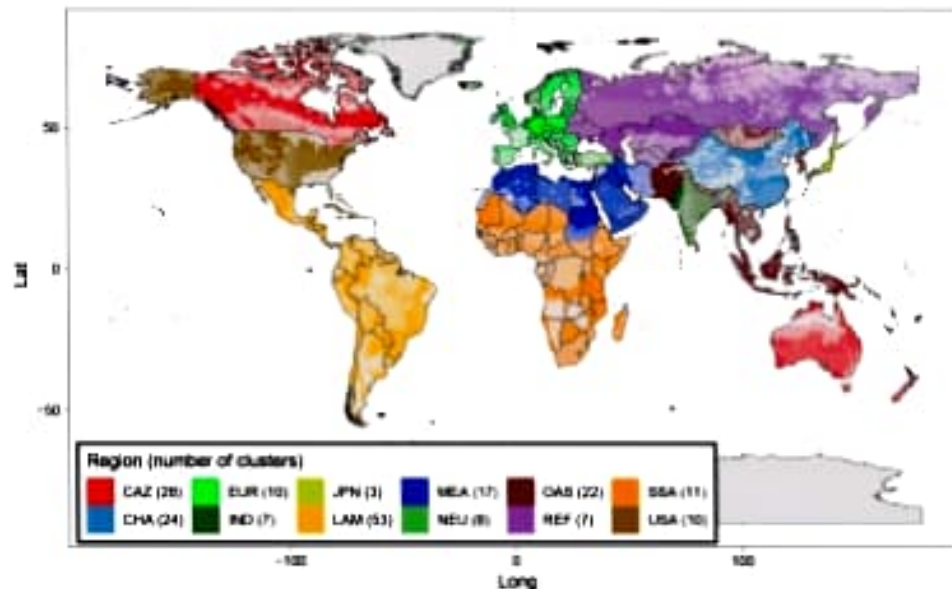 50
0
-50
Lat
Region (number of clusters)
CAZ (28) EUR (10) JPN (3) MEA (17) OAS (22) SSA (11)
CHA (24) IND (7) LAM (53) NEU (8) REF (7) USA (10)
-100 0 100
Long